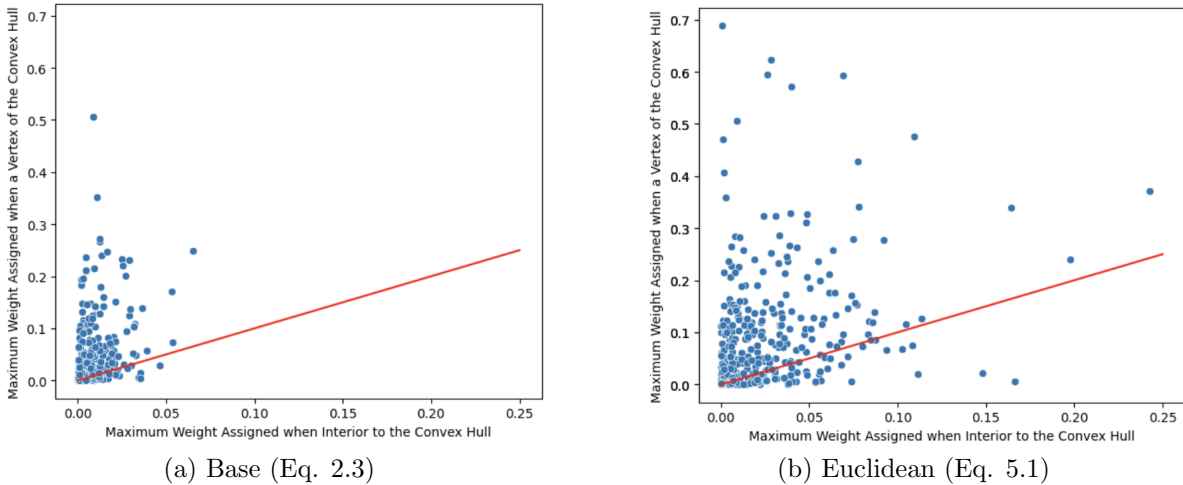 Maximum Weight Assigned when a Vertex of the Convex Hull
0.7
0.6
0.5
0.4
0.3
0.2
0.1
0.0
0.00 0.05 0.10 0.15 0.20 0.25
Maximum Weight Assigned when Interior to the Convex Hull
(a) Base (Eq. 2.3)
Maximum Weight Assigned when a Vertex of the Convex Hull
0.7
0.6
0.5
0.4
0.3
0.2
0.1
0.0
0.00 0.05 0.10 0.15 0.20 0.25
Maximum Weight Assigned when Interior to the Convex Hull
(b) Euclidean (Eq. 5.1)